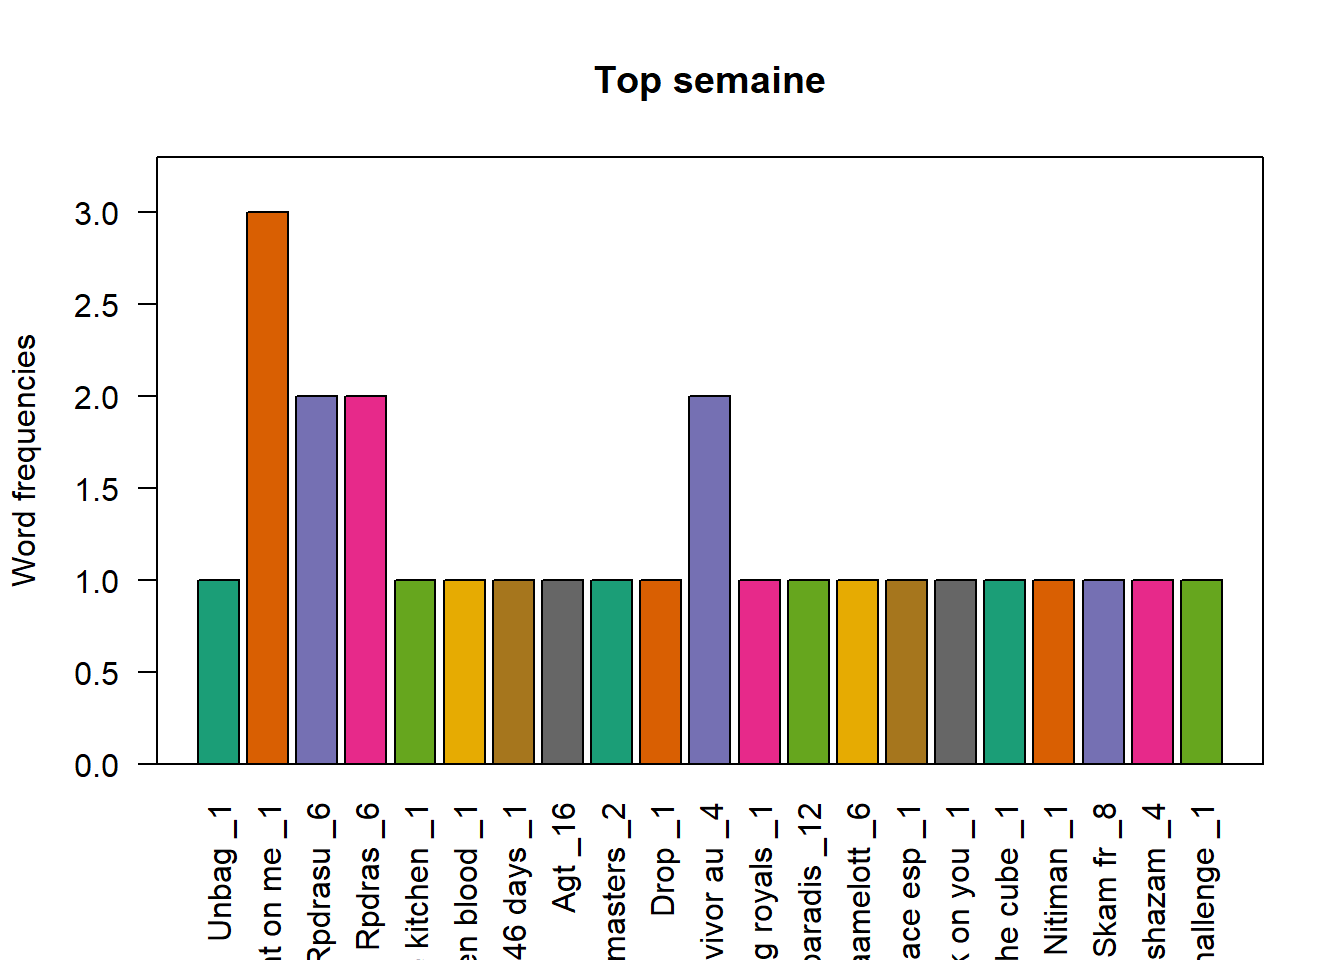 Top semaine
Word frequencies
3.0
2.5
2.0
1.5
1.0
0.5
0.0
Unbag _1
at on me _1
Rpdrasu _6
Rpdras _6
kitchen _1
en blood _1
46 days _1
Agt _16
masters _2
Drop _1
vivor au _4
g royals _1
paradis _12
aamelott _6
ace esp _1
k on you _1
he cube _1
Nitiman _1
Skam fr _8
shazam _4
hallenge _1